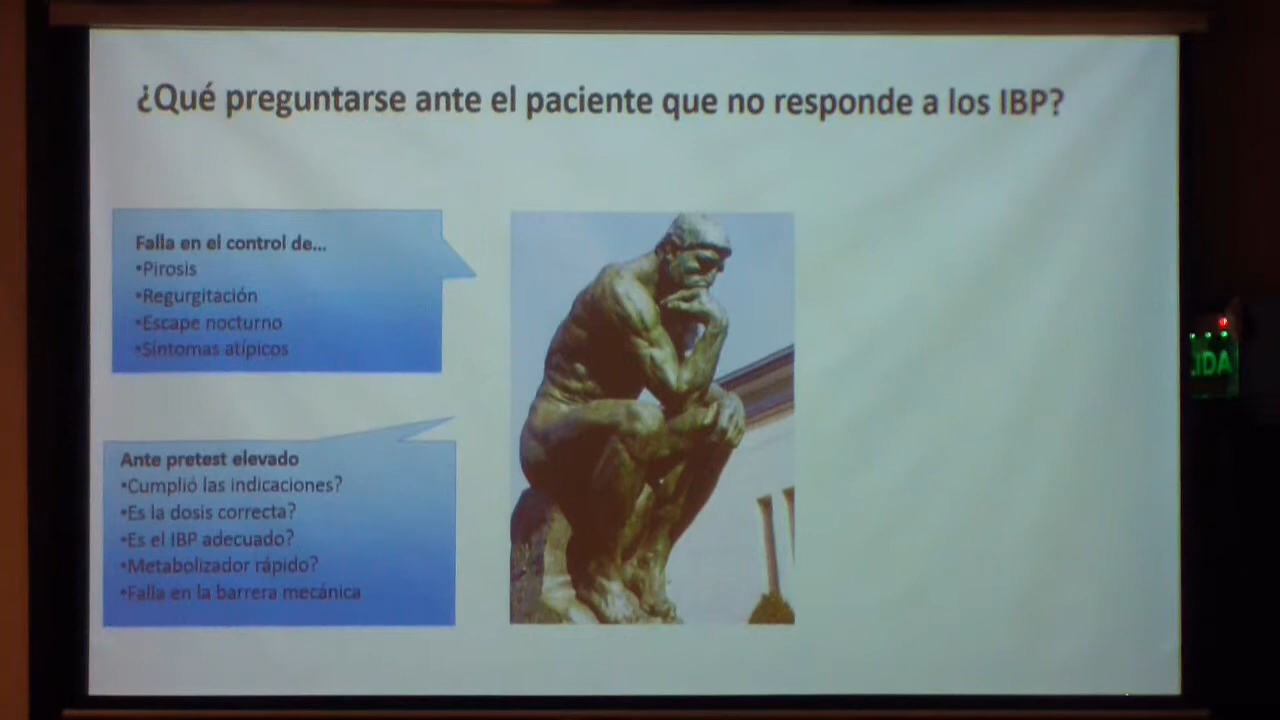 ¿Qué preguntarse ante el paciente que no responde a los IBP?
Falla en el control de...
•Pirosis
•Regurgitación
•Escape nocturno
•Síntomas atípicos
Ante pretest elevado
•Cumplió las indicaciones?
•Es la dosis correcta?
•Es el IBP adecuado?
•Metabolizador rápido?
•Falla en la barrera mecánica
IDA